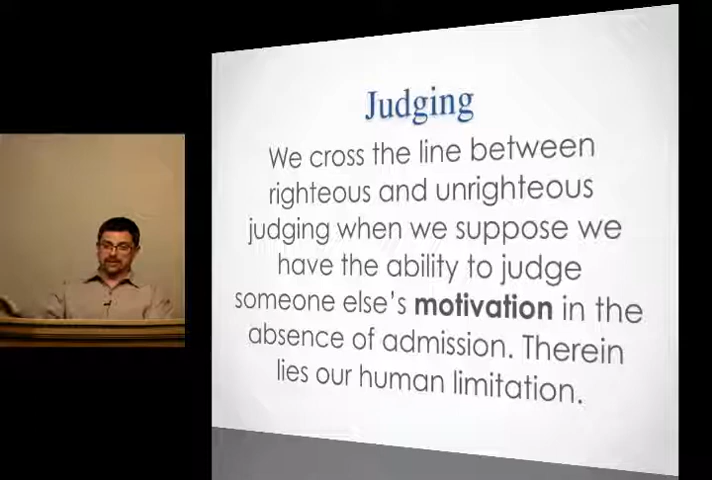 Judging
We cross the line between
righteous and unrighteous
judging when we suppose we
have the ability to judge
someone else's motivation in the
absence of admission. Therein
lies our human limitation.